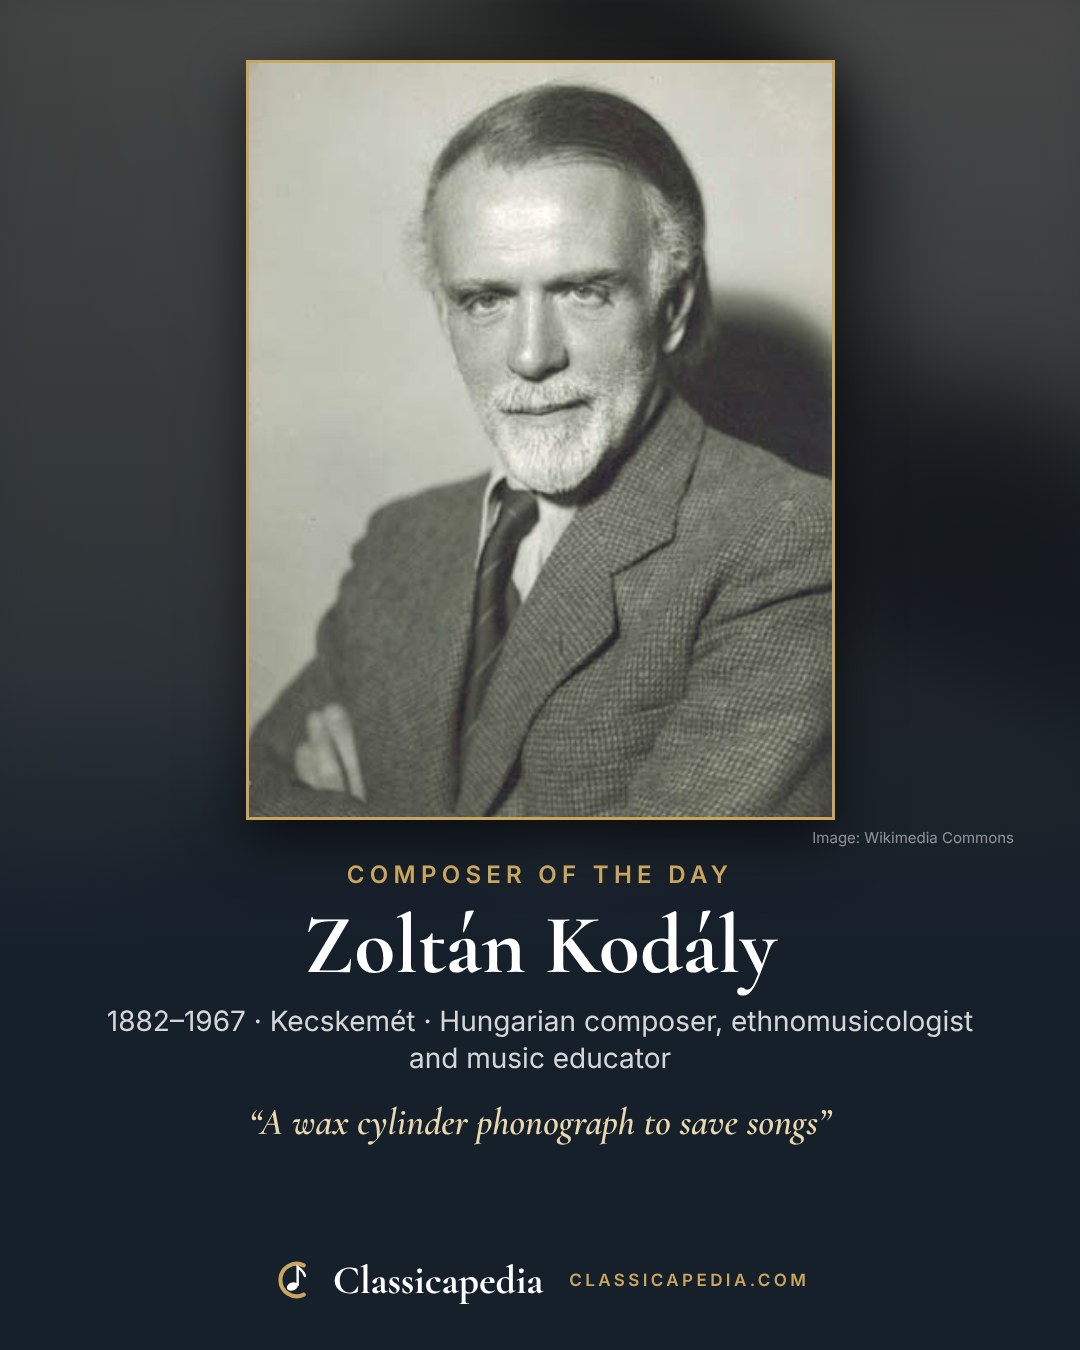 Image: Wikimedia Commons
COMPOSER OF THE DAY
Zoltán Kodály
1882–1967 · Kecskemét · Hungarian composer, ethnomusicologist
and music educator
“A wax cylinder phonograph to save songs”
Classicapedia CLASSICAPEDIA.COM